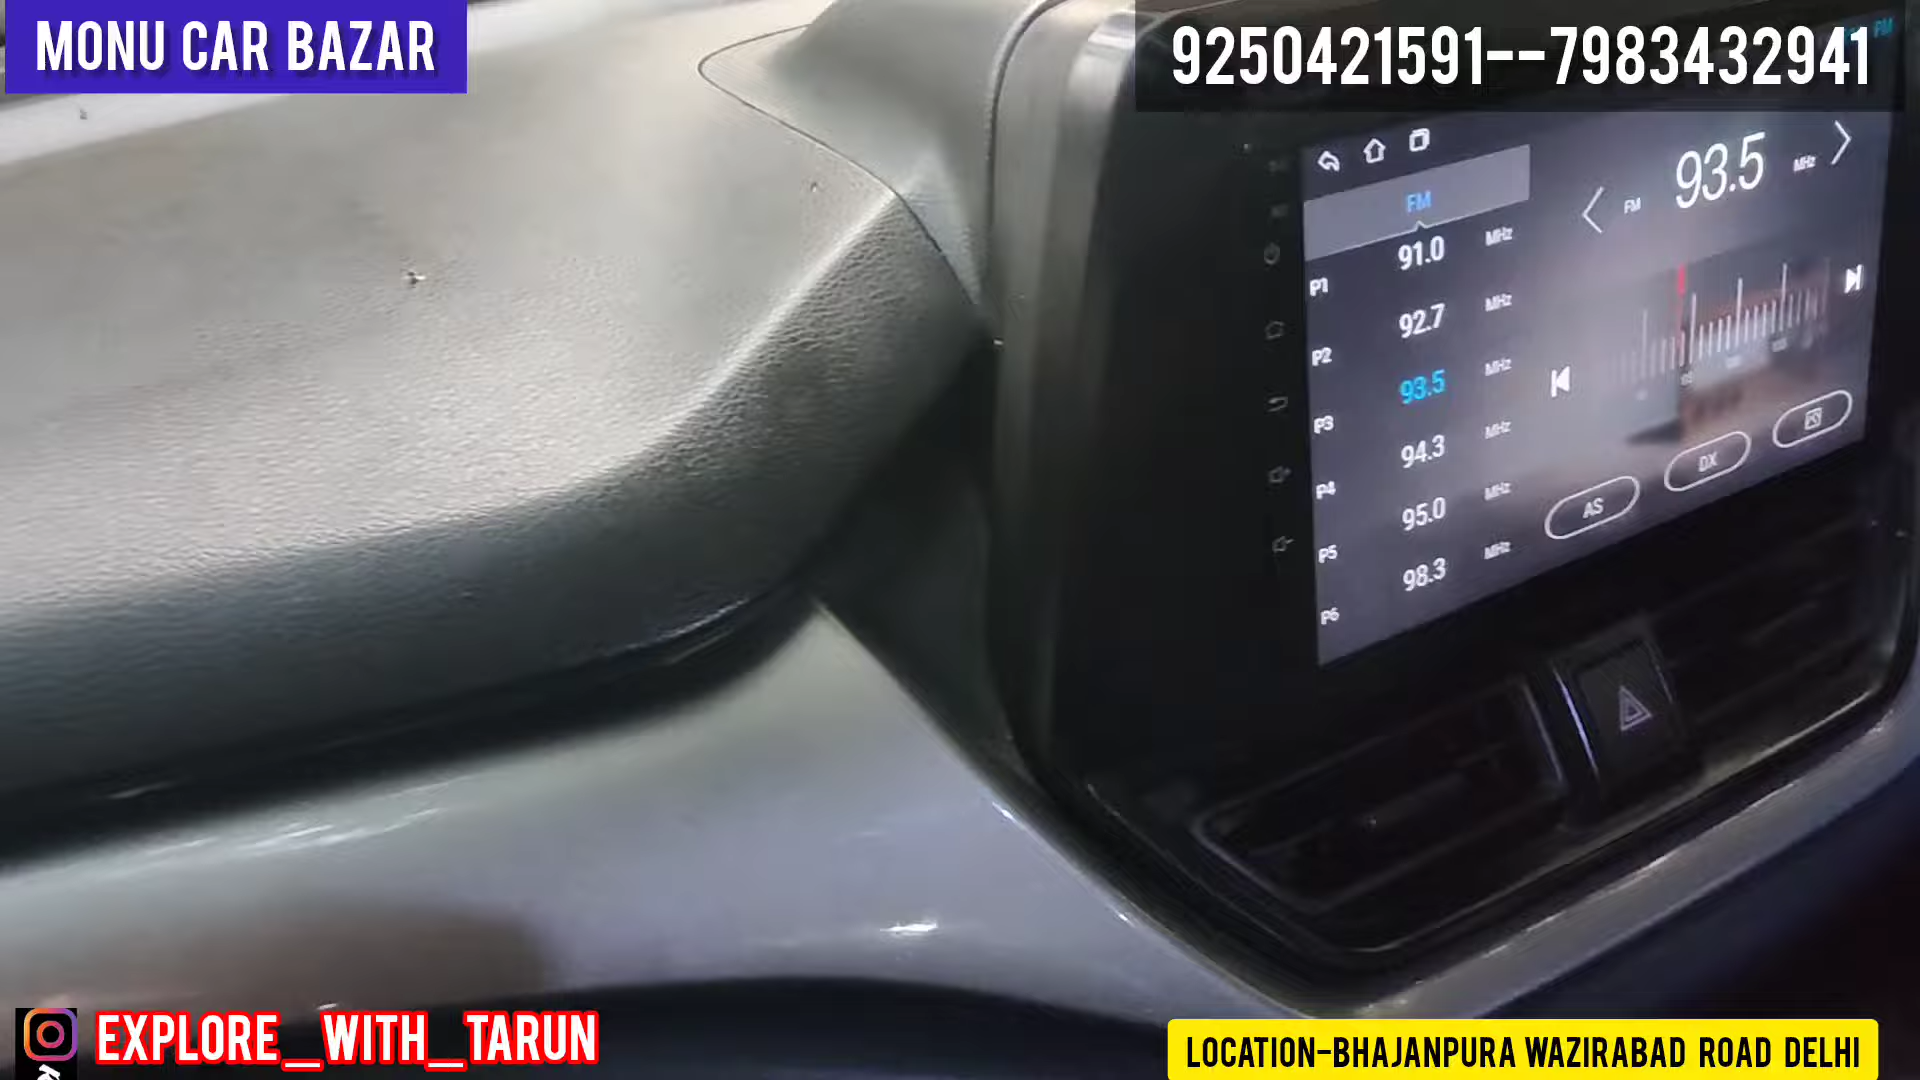 MONU CAR BAZAR
9250421591--7983432941
FM
91.0 MHz
P1
92.7 MHz
P2
93.5 MHz
P3
94.3 MHz
P4
95.0 MHz
P5
98.3 MHz
P6
FM 93.5 MHz
AS
DX
EXPLORE_WITH_TARUN
LOCATION-BHAJANPURA WAZIRABAD ROAD DELHI